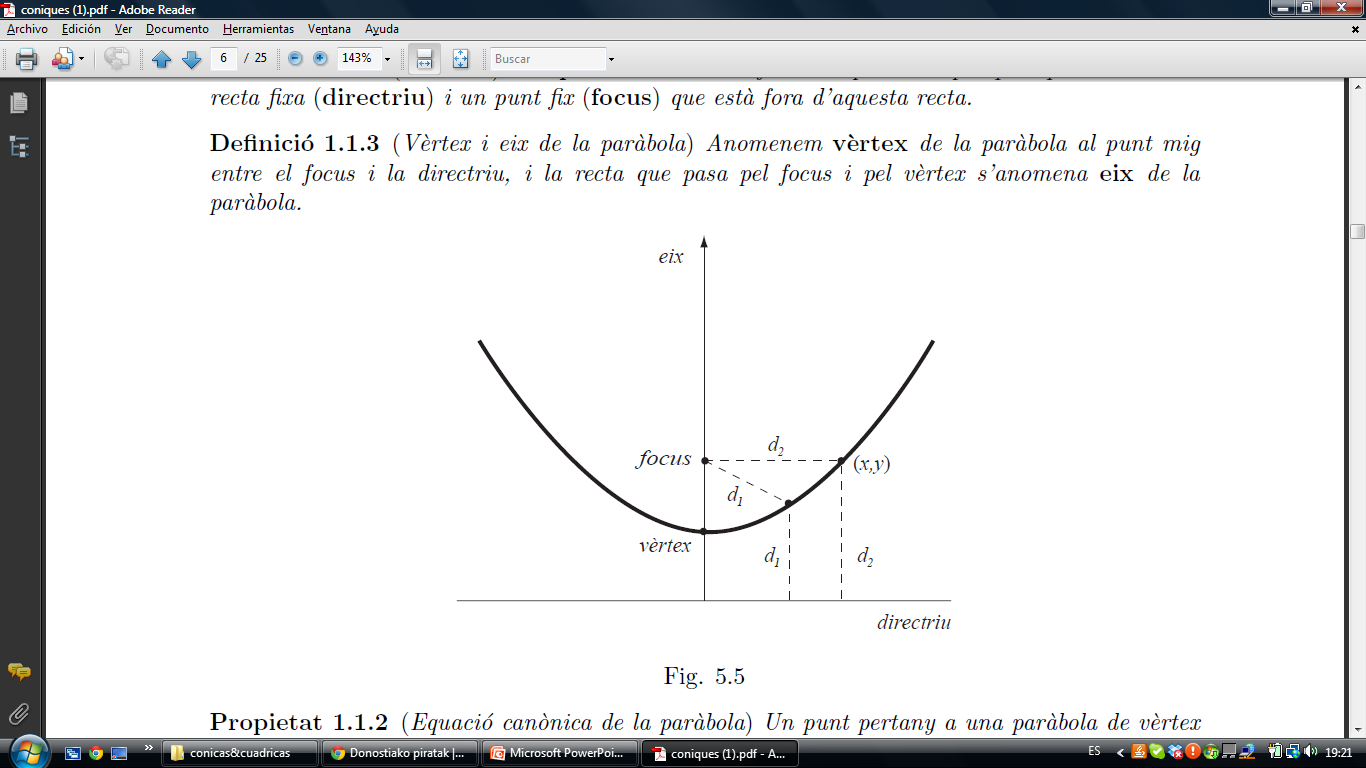 coniques (1).pdf - Adobe Reader
Archivo Edición Ver Documento Herramientas Ventana Ayuda
6 / 25 143% Buscar
recta fixa (directriu) i un punt fix (focus) que està fora d'aquesta recta.
Definició 1.1.3 (Vèrtex i eix de la paràbola) Anomenem vèrtex de la paràbola al punt mig
entre el focus i la directriu, i la recta que pasa pel focus i pel vèrtex s'anomena eix de la
paràbola.
eix
d2
focus
(x,y)
d1
vèrtex
d1
d2
directriu
Fig. 5.5
Propietat 1.1.2 (Equació canònica de la paràbola) Un punt pertany a una paràbola de vèrtex
conicas&cuadricas
Donostiako piratak |...
Microsoft PowerPoi...
coniques (1).pdf - A...
ES
19:21